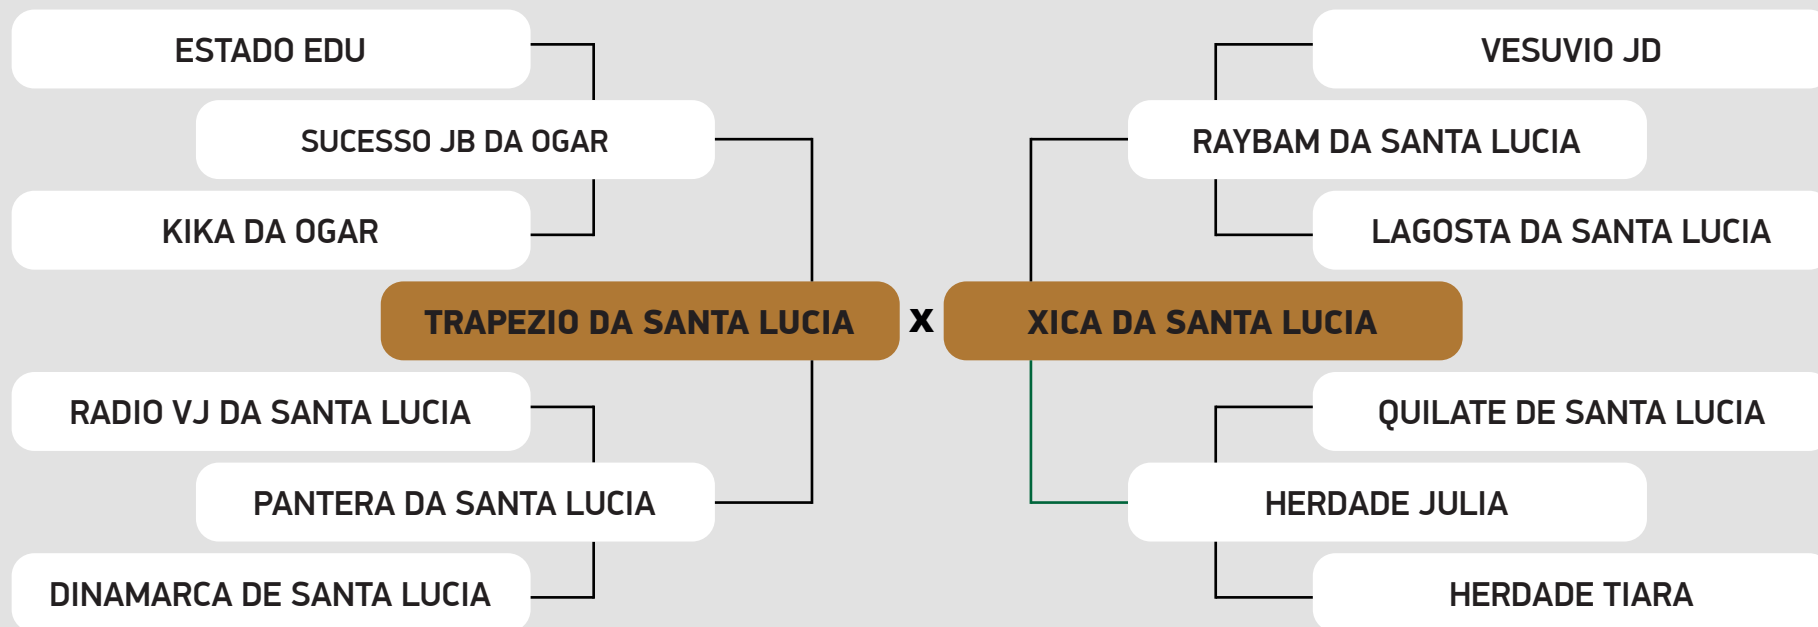 ESTADO EDU
SUCESSO JB DA OGAR
KIKA DA OGAR
TRAPEZIO DA SANTA LUCIA
RADIO VJ DA SANTA LUCIA
PANTERA DA SANTA LUCIA
DINAMARCA DE SANTA LUCIA
X
VESUVIO JD
RAYBAM DA SANTA LUCIA
LAGOSTA DA SANTA LUCIA
XICA DA SANTA LUCIA
QUILATE DE SANTA LUCIA
HERDADE JULIA
HERDADE TIARA